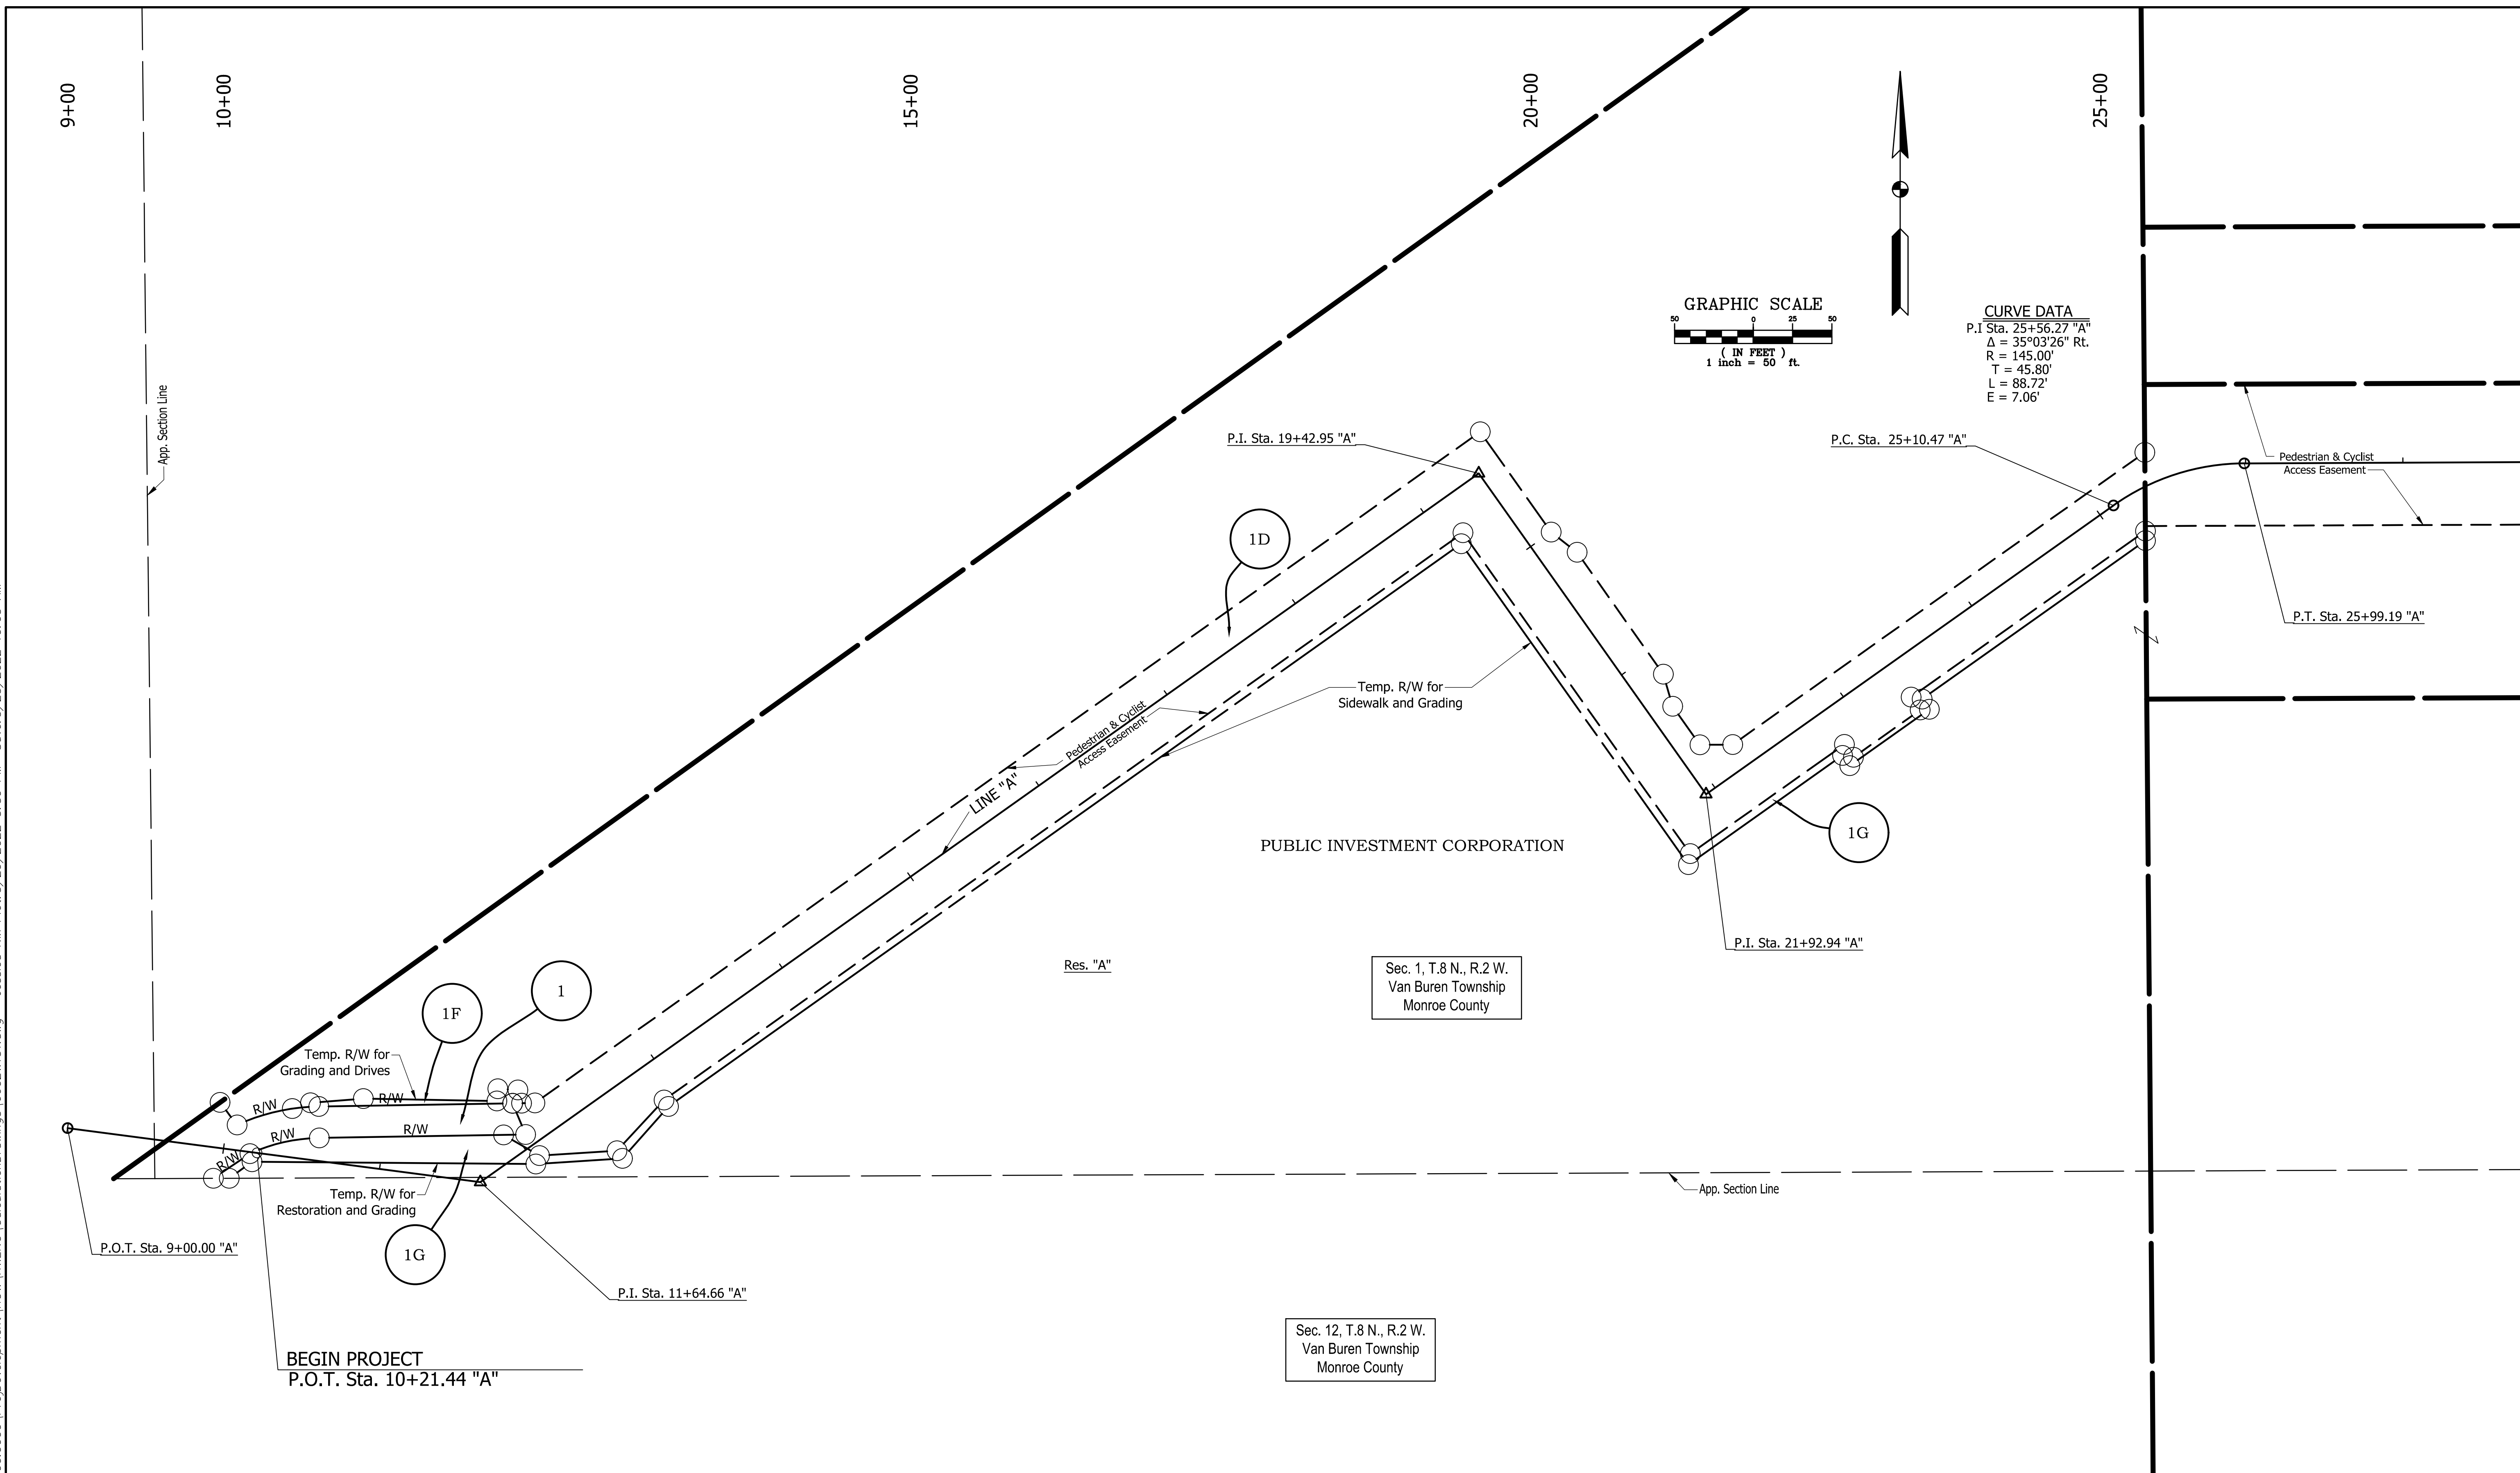 9+00
10+00
15+00
20+00
25+00
App. Section Line
GRAPHIC SCALE
50 0 25 50
( IN FEET )
1 inch = 50 ft.
CURVE DATA
P.I Sta. 25+56.27 "A"
Δ = 35°03'26" Rt.
R = 145.00'
T = 45.80'
L = 88.72'
E = 7.06'
P.I. Sta. 19+42.95 "A"
P.C. Sta. 25+10.47 "A"
Pedestrian & Cyclist
Access Easement
1D
P.T. Sta. 25+99.19 "A"
Temp. R/W for
Sidewalk and Grading
Pedestrian & Cyclist
Access Easement
LINE "A"
1G
PUBLIC INVESTMENT CORPORATION
P.I. Sta. 21+92.94 "A"
Res. "A"
Sec. 1, T.8 N., R.2 W.
Van Buren Township
Monroe County
1
1F
Temp. R/W for
Grading and Drives
R/W
R/W
R/W
R/W
R/W
App. Section Line
Temp. R/W for
Restoration and Grading
1G
P.O.T. Sta. 9+00.00 "A"
P.I. Sta. 11+64.66 "A"
BEGIN PROJECT
P.O.T. Sta. 10+21.44 "A"
Sec. 12, T.8 N., R.2 W.
Van Buren Township
Monroe County